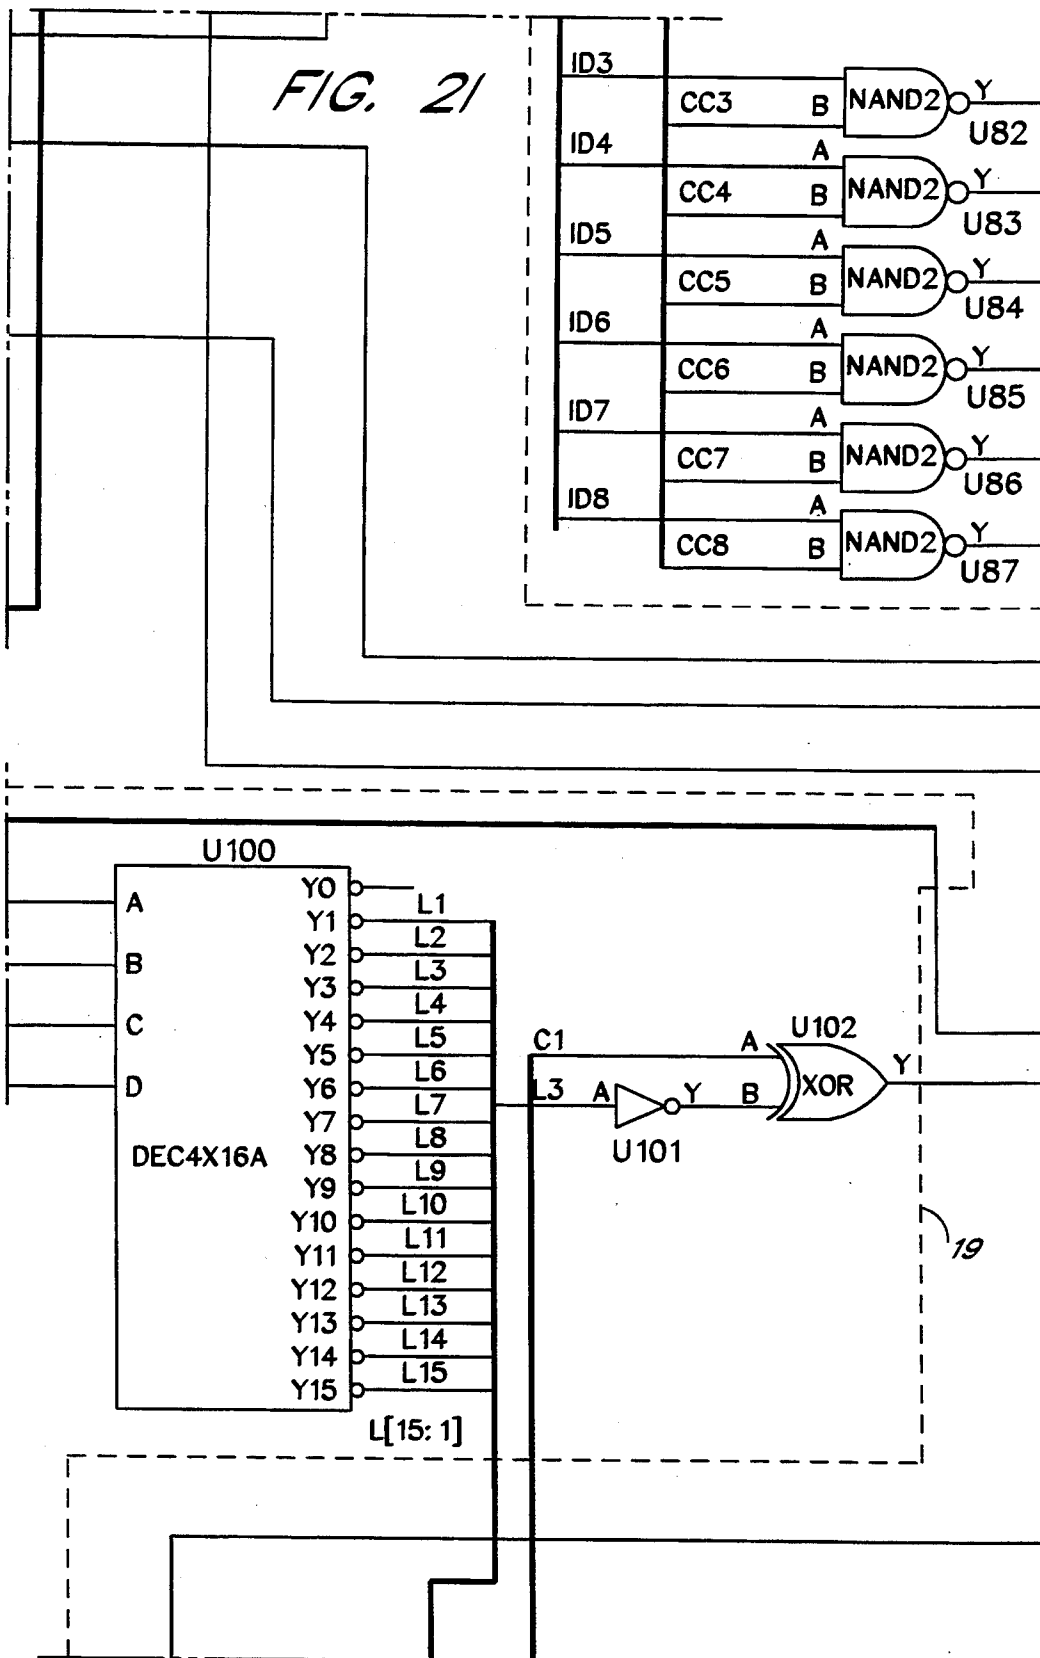 FIG. 21
ID3
CC3 B NAND2 Y
U82
ID4 A
CC4 B NAND2 Y
U83
ID5 A
CC5 B NAND2 Y
U84
ID6 A
CC6 B NAND2 Y
U85
ID7 A
CC7 B NAND2 Y
U86
ID8 A
CC8 B NAND2 Y
U87
U100
A
B
C
D
DEC4X16A
Y0
Y1 L1
Y2 L2
Y3 L3
Y4 L4
Y5 L5
Y6 L6
Y7 L7
Y8 L8
Y9 L9
Y10 L10
Y11 L11
Y12 L12
Y13 L13
Y14 L14
Y15 L15
L[15:1]
C1 A U102
XOR Y
L3 A Y B
U101
19